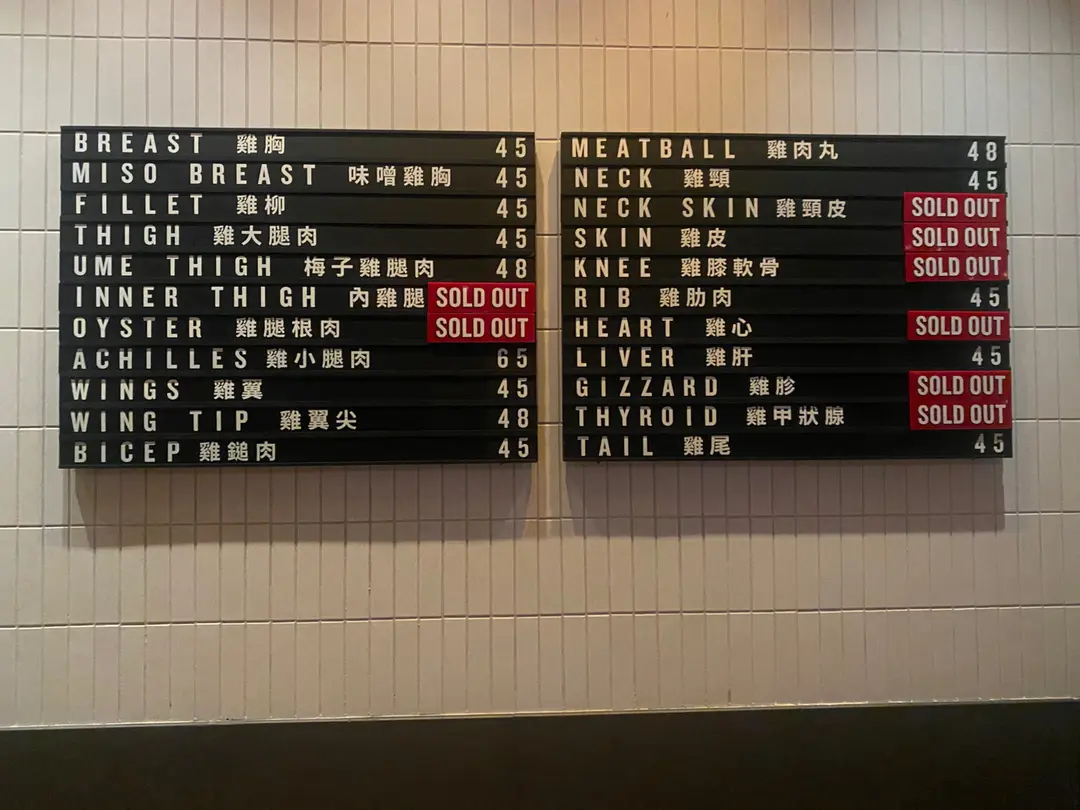 BREAST 雞胸 45
MISO BREAST 味噌雞胸 45
FILLET 雞柳 45
THIGH 雞大腿肉 45
UME THIGH 梅子雞腿肉 48
INNER THIGH 內雞腿 SOLD OUT
OYSTER 雞腿根肉 SOLD OUT
ACHILLES 雞小腿肉 65
WINGS 雞翼 45
WING TIP 雞翼尖 48
BICEP 雞鎚肉 45
MEATBALL 雞肉丸 48
NECK 雞頸 45
NECK SKIN 雞頸皮 SOLD OUT
SKIN 雞皮 SOLD OUT
KNEE 雞膝軟骨 SOLD OUT
RIB 雞肋肉 45
HEART 雞心 SOLD OUT
LIVER 雞肝 45
GIZZARD 雞胗 SOLD OUT
THYROID 雞甲狀腺 SOLD OUT
TAIL 雞尾 45